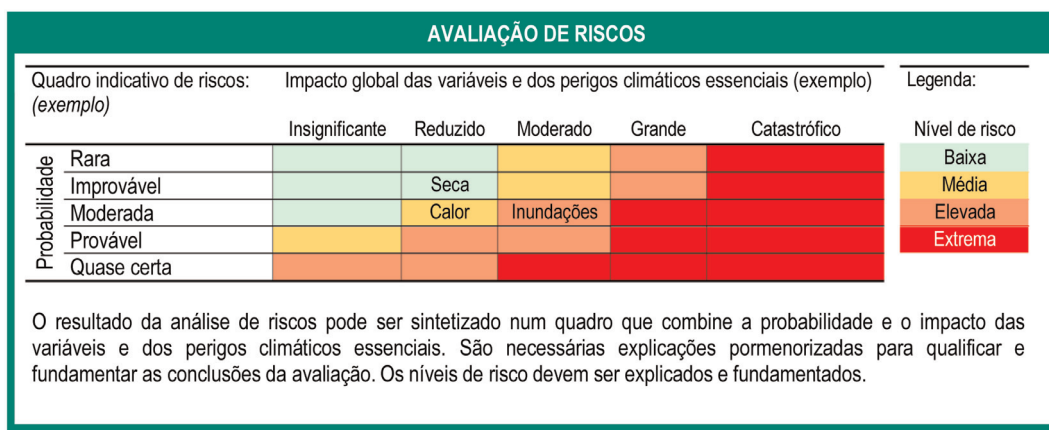 AVALIAÇÃO DE RISCOS
Quadro indicativo de riscos: Impacto global das variáveis e dos perigos climáticos essenciais (exemplo) Legenda:
(exemplo)
Insignificante Reduzido Moderado Grande Catastrófico Nível de risco
Probabilidade
Rara Baixa
Improvável Seca Média
Moderada Calor Inundações Elevada
Provável Extrema
Quase certa
O resultado da análise de riscos pode ser sintetizado num quadro que combine a probabilidade e o impacto das
variáveis e dos perigos climáticos essenciais. São necessárias explicações pormenorizadas para qualificar e
fundamentar as conclusões da avaliação. Os níveis de risco devem ser explicados e fundamentados.